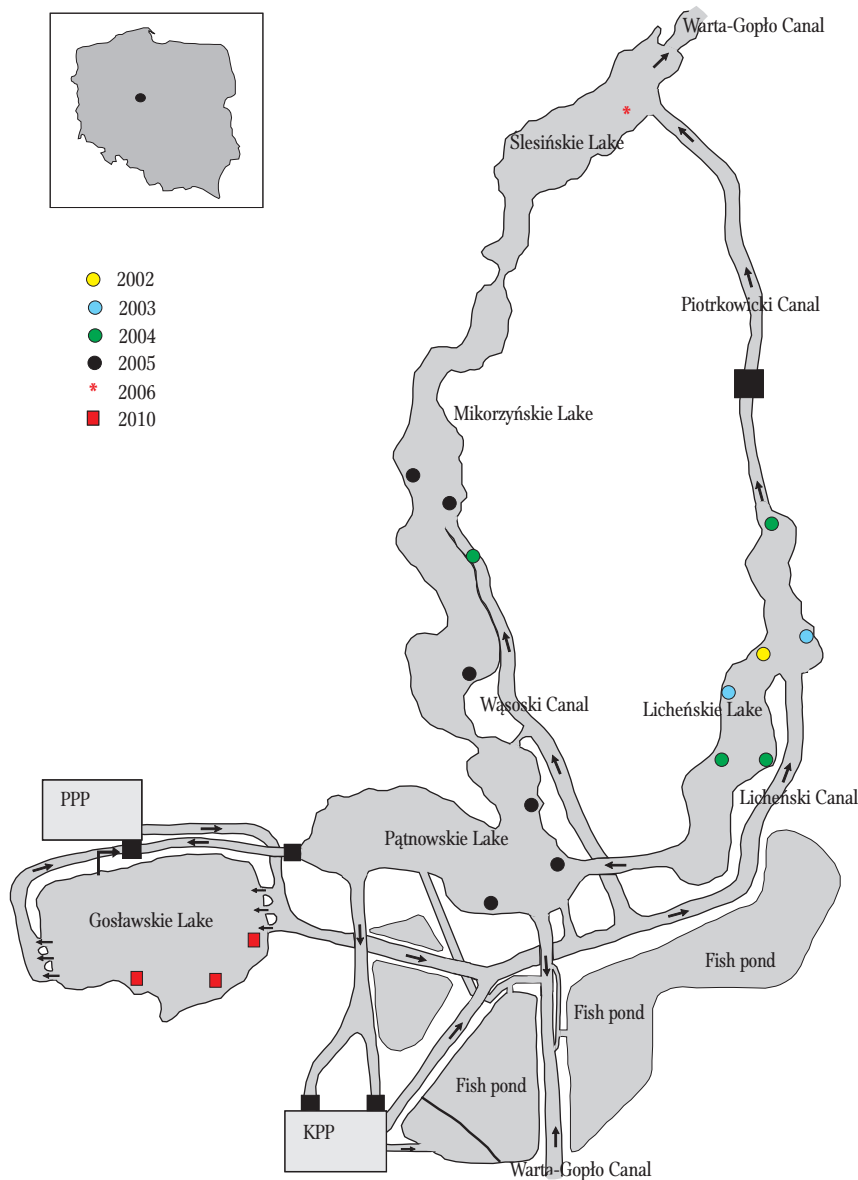 Warta-Gopło Canal
Ślesińskie Lake
2002
2003
2004
2005
2006
2010
Piotrkowicki Canal
Mikorzyńskie Lake
Wąsoski Canal
Licheńskie Lake
PPP
Licheński Canal
Pątnowskie Lake
Gosławskie Lake
Fish pond
Fish pond
Fish pond
KPP
Warta-Gopło Canal